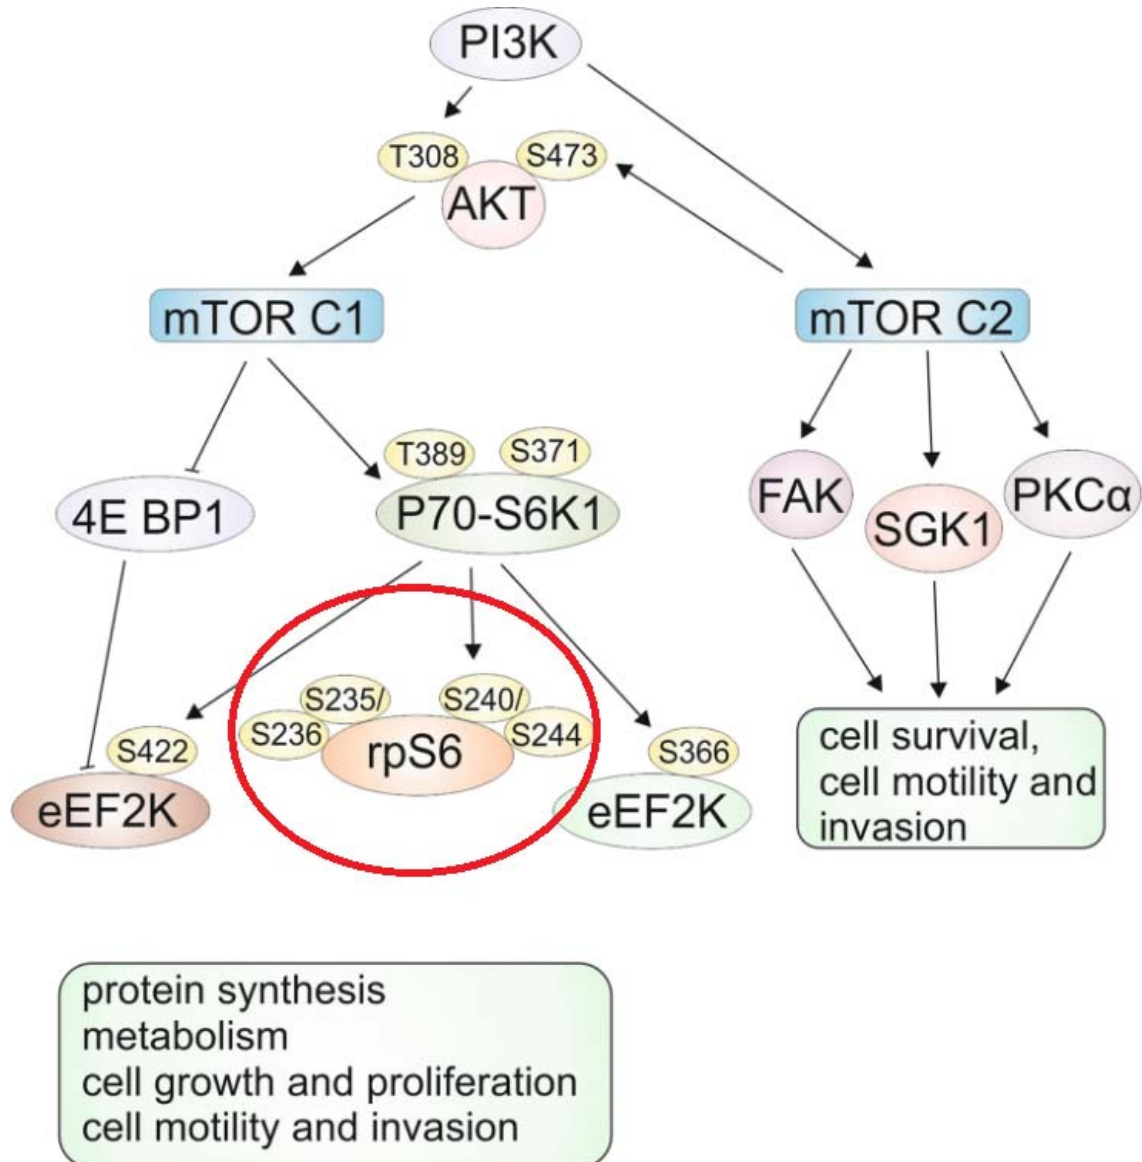 PI3K
T308
S473
AKT
mTOR C1
mTOR C2
T389
S371
4E BP1
P70-S6K1
FAK
SGK1
PKCα
S235/
S236
S240/
S244
rpS6
S422
eEF2K
S366
eEF2K
cell survival,
cell motility and
invasion
protein synthesis
metabolism
cell growth and proliferation
cell motility and invasion